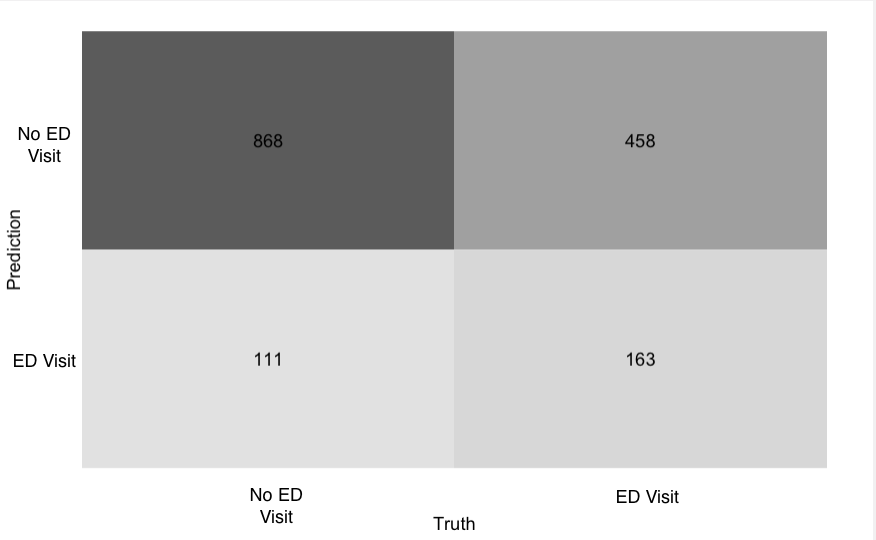 No ED
Visit
868
458
Prediction
ED Visit
111
163
No ED
Visit
ED Visit
Truth